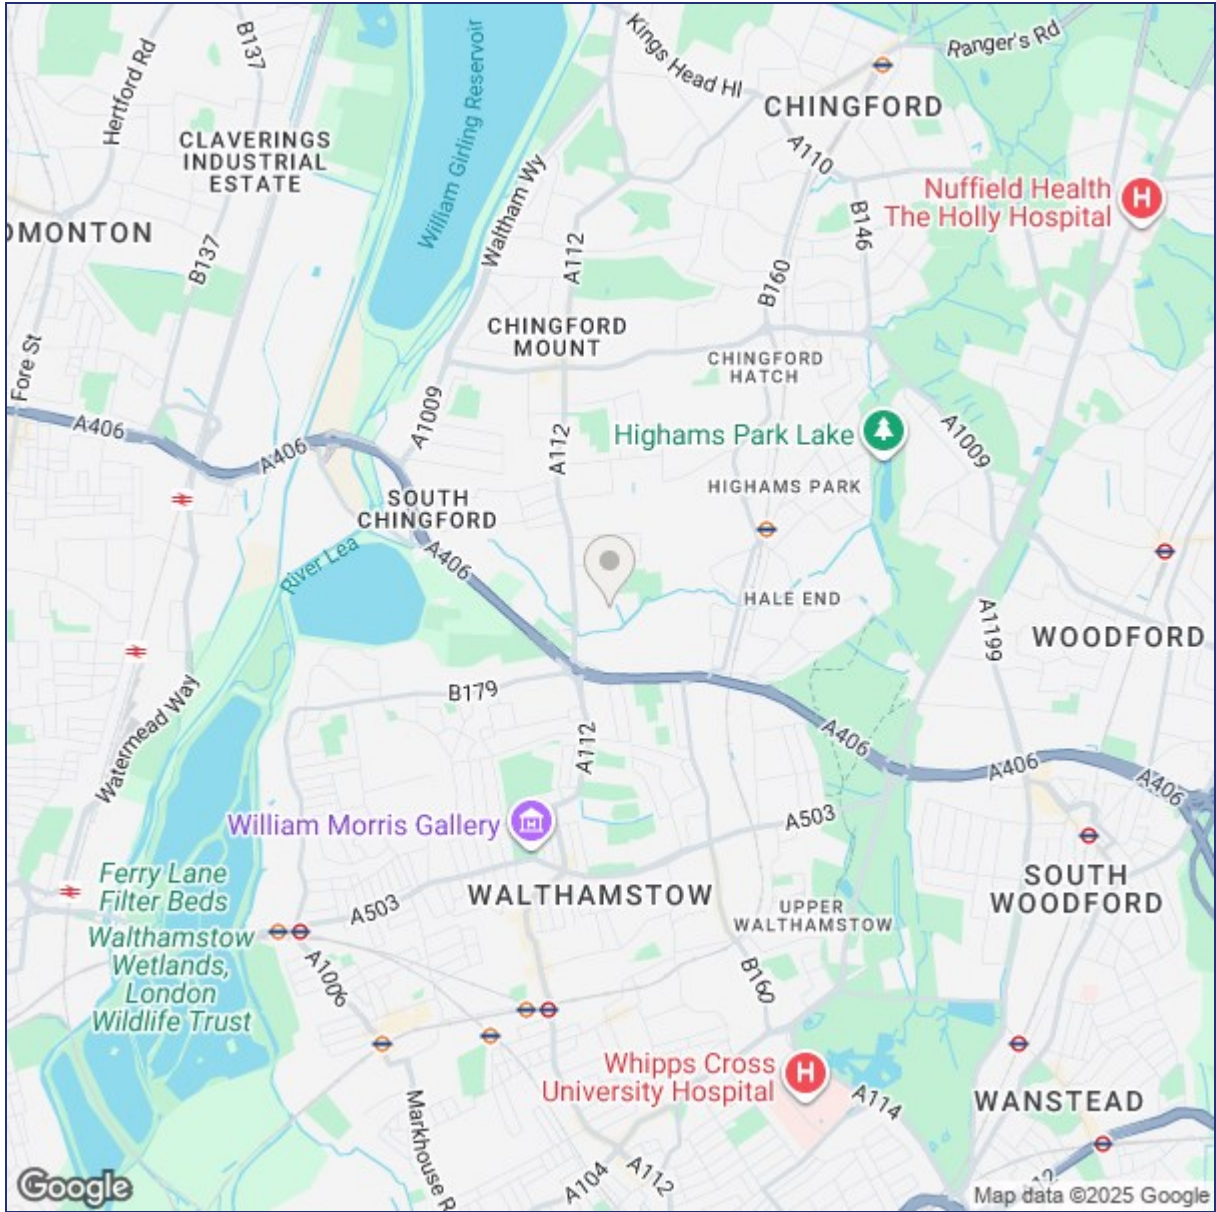 Hertford Rd
B137
William Girling Reservoir
Kings Head Hl
Ranger's Rd
CHINGFORD
CLAVERINGS
INDUSTRIAL
ESTATE
A110
Nuffield Health
The Holly Hospital
Waltham Wy
B146
DMONTON
B137
A112
B160
CHINGFORD
MOUNT
Fore St
CHINGFORD
HATCH
A406
A1009
A112
Highams Park Lake
A1009
A406
HIGHAMS PARK
SOUTH
CHINGFORD
River Lea
A406
HALE END
A1199
WOODFORD
Watermead Way
B179
A112
A406
A406
A406
William Morris Gallery
A503
Ferry Lane
Filter Beds
WALTHAMSTOW
SOUTH
WOODFORD
A503
UPPER
WALTHAMSTOW
Walthamstow
Wetlands,
London
Wildlife Trust
A1006
B160
Whipps Cross
University Hospital
Markhouse R
A114
WANSTEAD
A104
A112
12
Google
Map data ©2025 Google